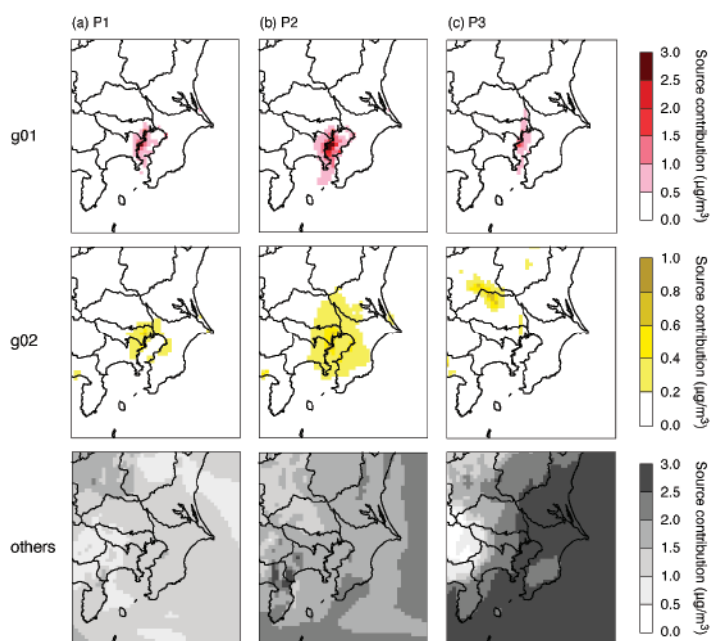 (a) P1
(b) P2
(c) P3
g01
3.0
2.5
2.0
1.5
1.0
0.5
0.0
Source contribution (μg/m³)
g02
1.0
0.8
0.6
0.4
0.2
0.0
Source contribution (μg/m³)
others
3.0
2.5
2.0
1.5
1.0
0.5
0.0
Source contribution (μg/m³)